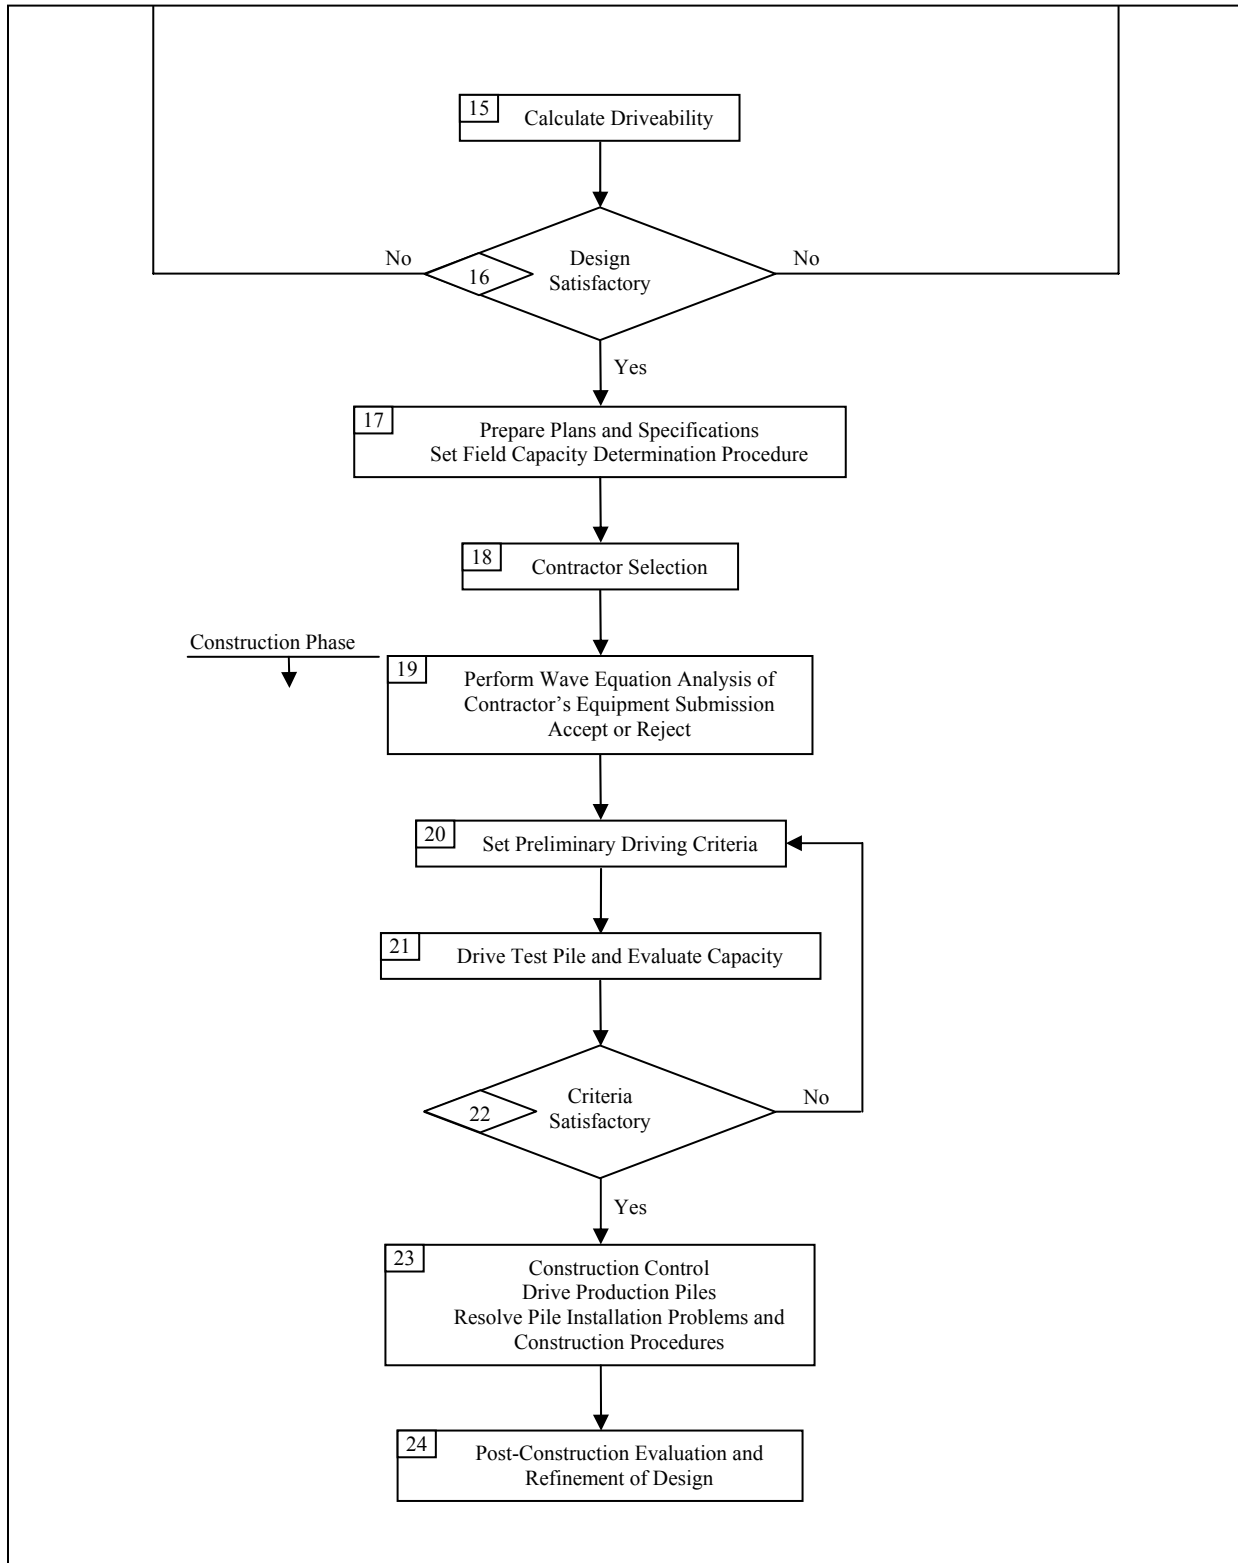 15
Calculate Driveability
No
No
Design
16
Satisfactory
Yes
17
Prepare Plans and Specifications
Set Field Capacity Determination Procedure
18
Contractor Selection
Construction Phase
19
Perform Wave Equation Analysis of
Contractor’s Equipment Submission
Accept or Reject
20
Set Preliminary Driving Criteria
21
Drive Test Pile and Evaluate Capacity
Criteria
No
22
Satisfactory
Yes
23
Construction Control
Drive Production Piles
Resolve Pile Installation Problems and
Construction Procedures
24
Post-Construction Evaluation and
Refinement of Design